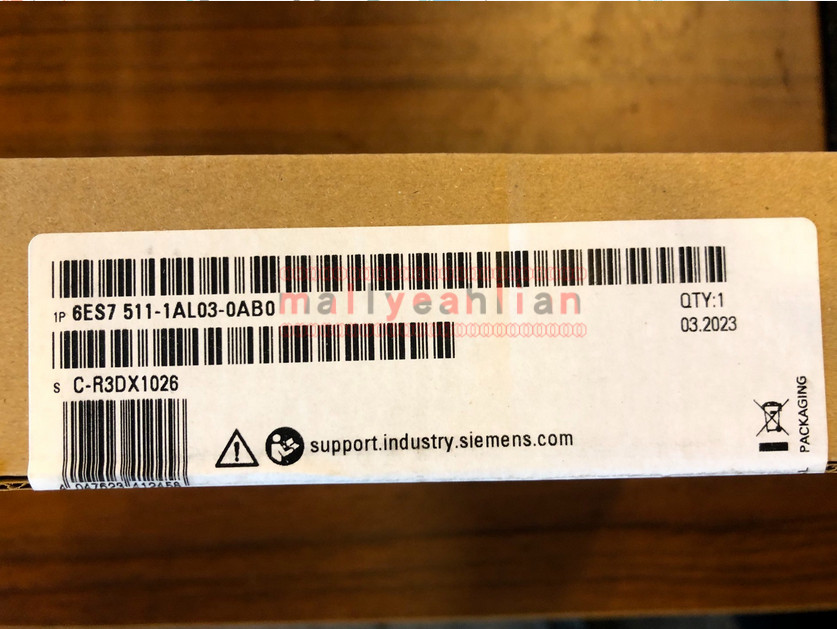 mallyeahlian
1P 6ES7 511-1AL03-0AB0
QTY:1
03.2023
S C-R3DX1026
support.industry.siemens.com
PACKAGING